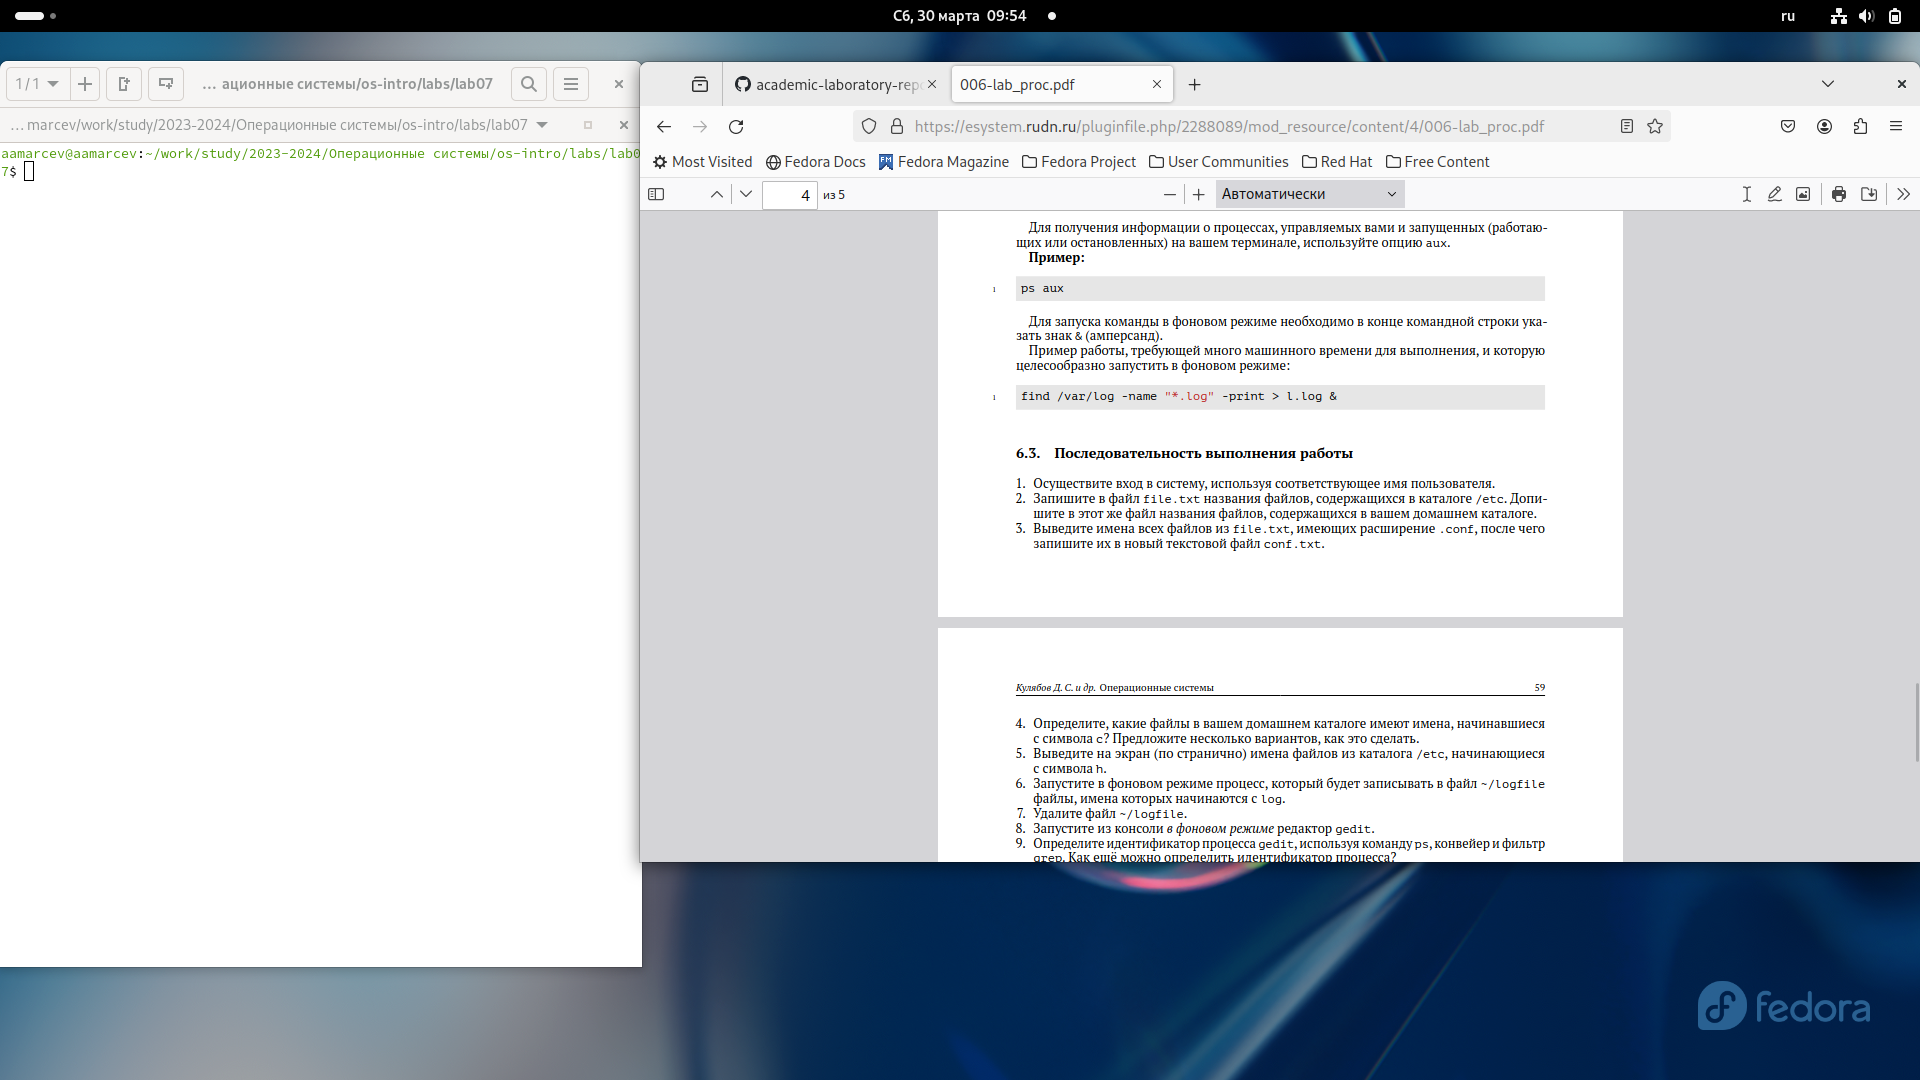 Сб, 30 марта 09:54
ru
1/1
… ационные системы/os-intro/labs/lab07
… marcev/work/study/2023-2024/Операционные системы/os-intro/labs/lab07
aamarcev@aamarcev:~/work/study/2023-2024/Операционные системы/os-intro/labs/lab0
7$
academic-laboratory-repo
006-lab_proc.pdf
https://esystem.rudn.ru/pluginfile.php/2288089/mod_resource/content/4/006-lab_proc.pdf
Most Visited
Fedora Docs
Fedora Magazine
Fedora Project
User Communities
Red Hat
Free Content
4 из 5
Автоматически
Для получения информации о процессах, управляемых вами и запущенных (работаю-
щих или остановленных) на вашем терминале, используйте опцию aux.
Пример:
1 ps aux
Для запуска команды в фоновом режиме необходимо в конце командной строки ука-
зать знак & (амперсанд).
Пример работы, требующей много машинного времени для выполнения, и которую
целесообразно запустить в фоновом режиме:
1 find /var/log -name "*.log" -print > l.log &
6.3. Последовательность выполнения работы
1. Осуществите вход в систему, используя соответствующее имя пользователя.
2. Запишите в файл file.txt названия файлов, содержащихся в каталоге /etc. Допи-
шите в этот же файл названия файлов, содержащихся в вашем домашнем каталоге.
3. Выведите имена всех файлов из file.txt, имеющих расширение .conf, после чего
запишите их в новый текстовой файл conf.txt.
Кулябов Д. С. и др. Операционные системы 59
4. Определите, какие файлы в вашем домашнем каталоге имеют имена, начинавшиеся
с символа c? Предложите несколько вариантов, как это сделать.
5. Выведите на экран (по странично) имена файлов из каталога /etc, начинающиеся
с символа h.
6. Запустите в фоновом режиме процесс, который будет записывать в файл ~/logfile
файлы, имена которых начинаются с log.
7. Удалите файл ~/logfile.
8. Запустите из консоли в фоновом режиме редактор gedit.
9. Определите идентификатор процесса gedit, используя команду ps, конвейер и фильтр
grep. Как ещё можно определить идентификатор процесса?
fedora